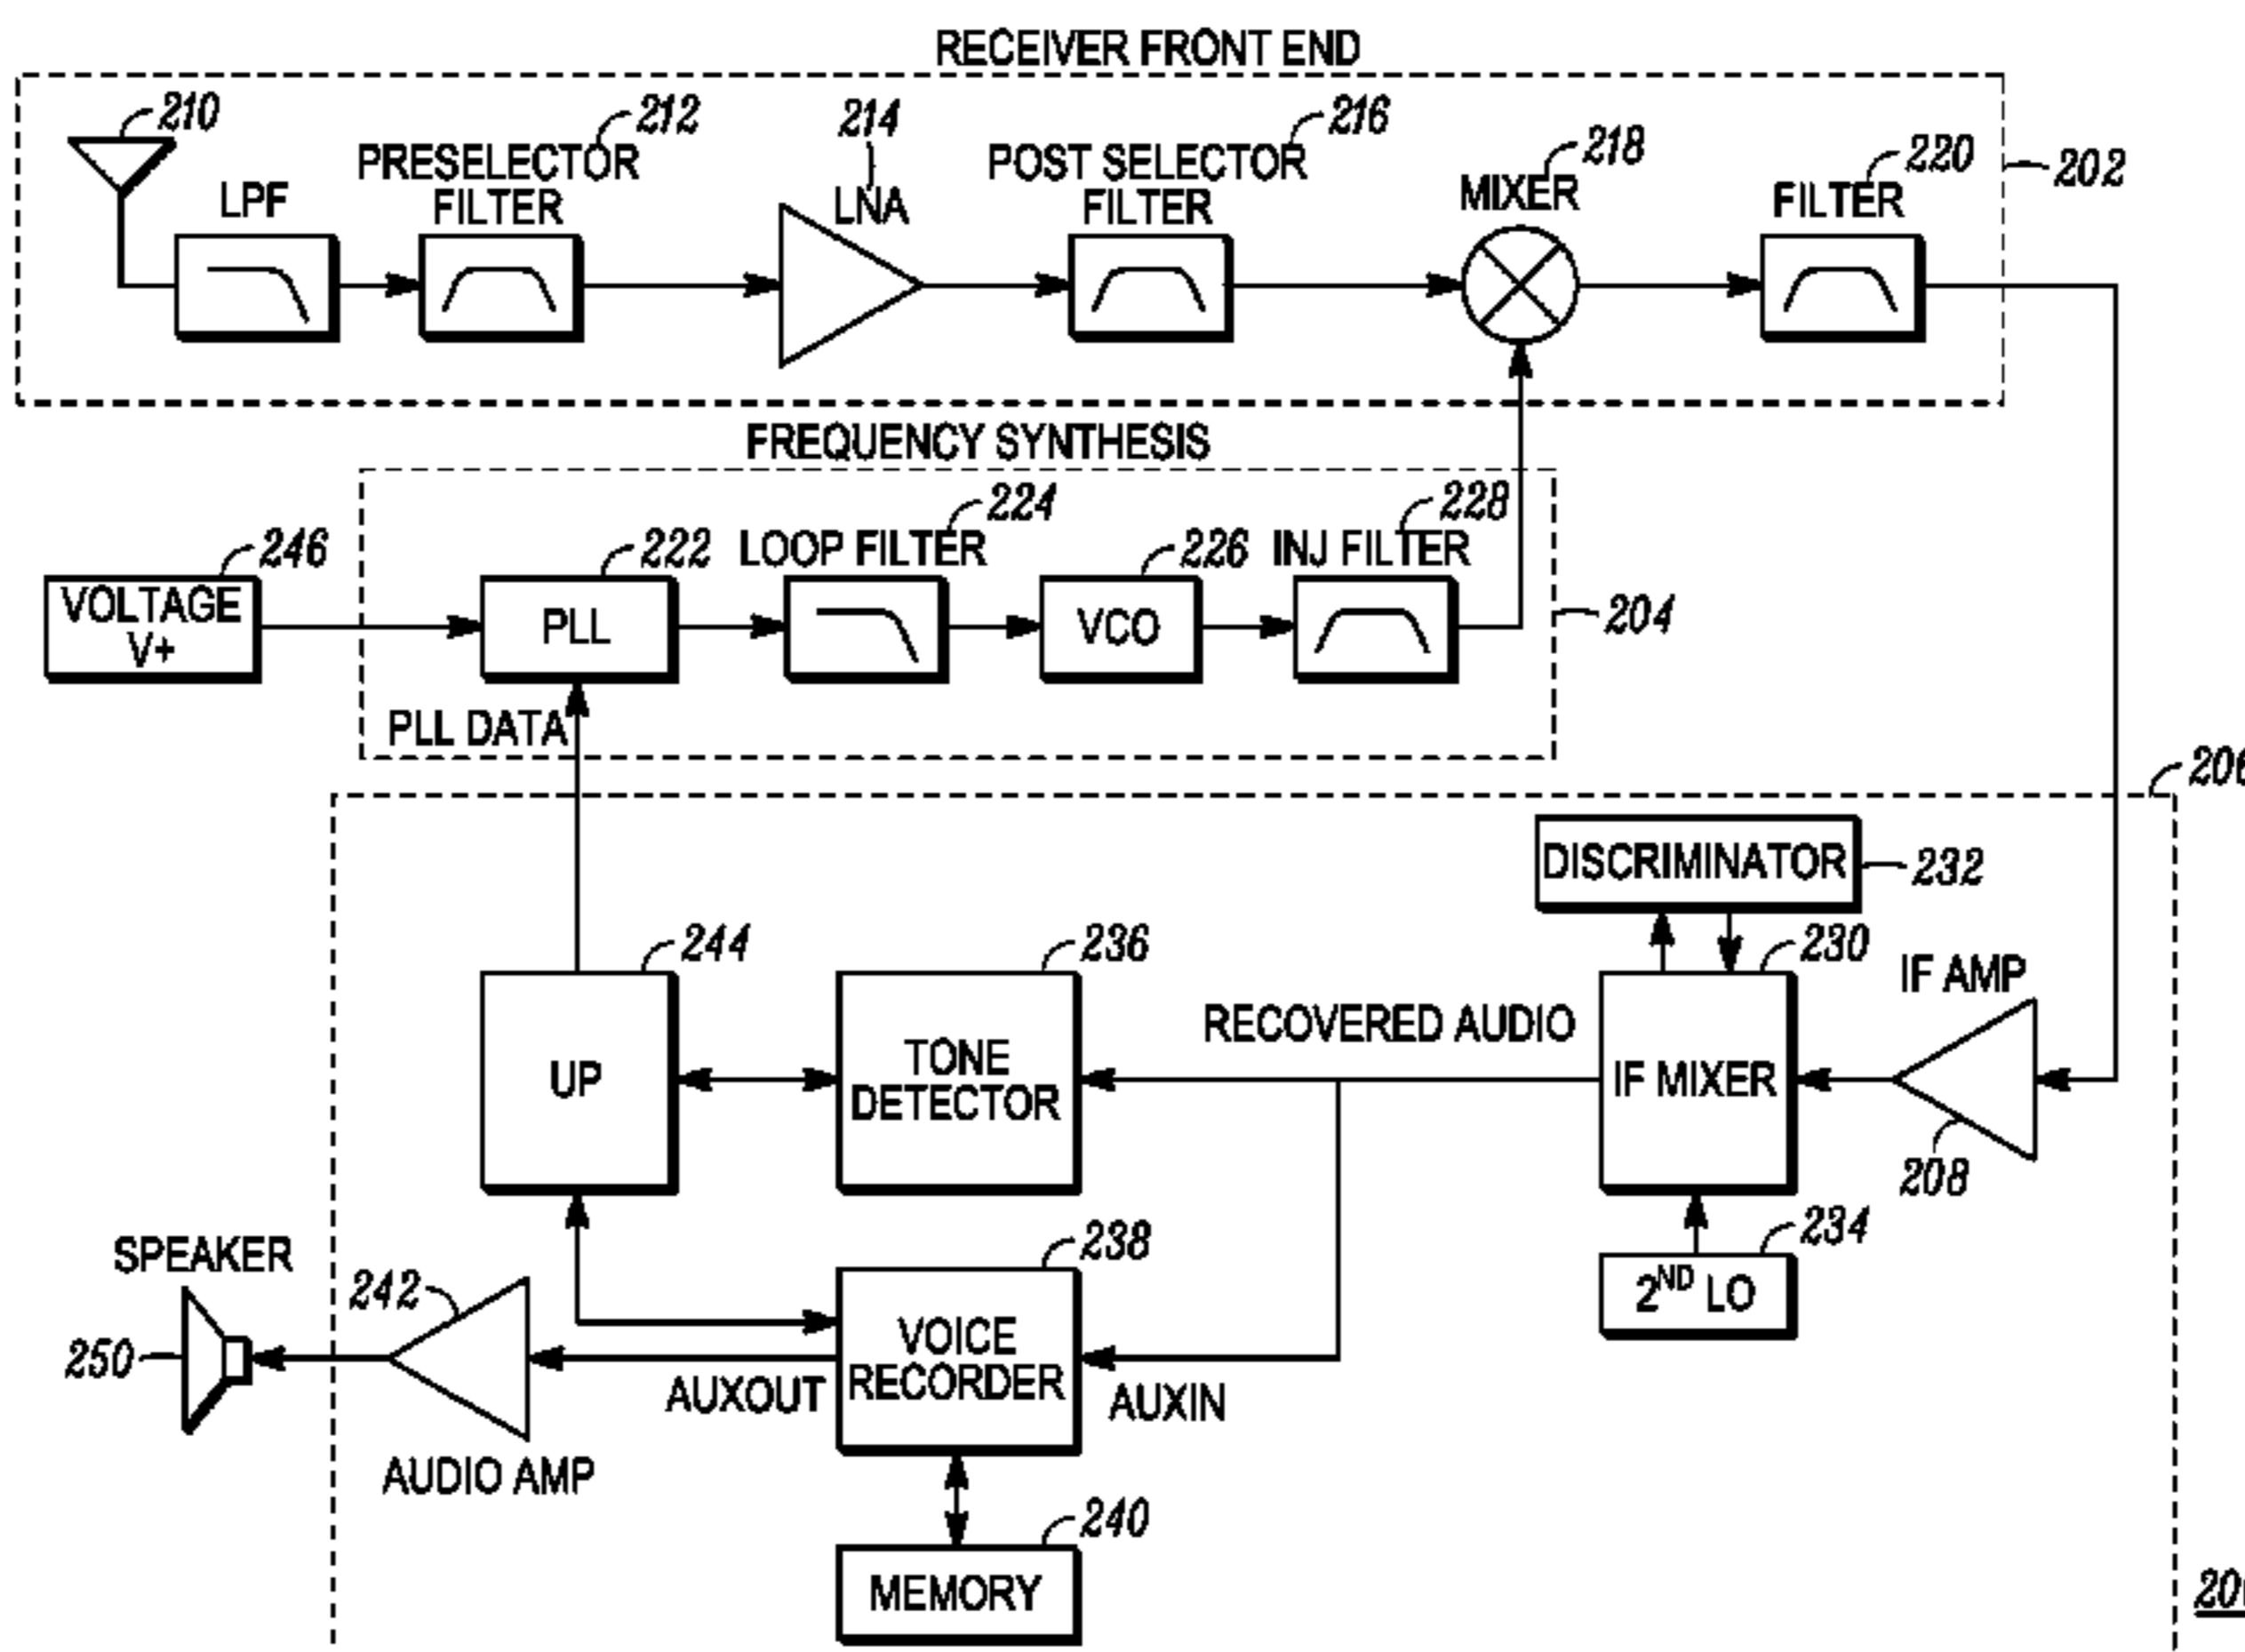 RECEIVER FRONT END
210
212
214
216
218
220
202
LPF
PRESELECTOR
FILTER
LNA
POST SELECTOR
FILTER
MIXER
FILTER
FREQUENCY SYNTHESIS
246
222
LOOP FILTER
224
226
INJ FILTER
228
VOLTAGE
V+
PLL
VCO
204
PLL DATA
206
DISCRIMINATOR
232
244
236
230
IF AMP
RECOVERED AUDIO
UP
TONE
DETECTOR
IF MIXER
208
234
2ND LO
SPEAKER
242
238
250
VOICE
RECORDER
AUXOUT
AUXIN
AUDIO AMP
240
MEMORY